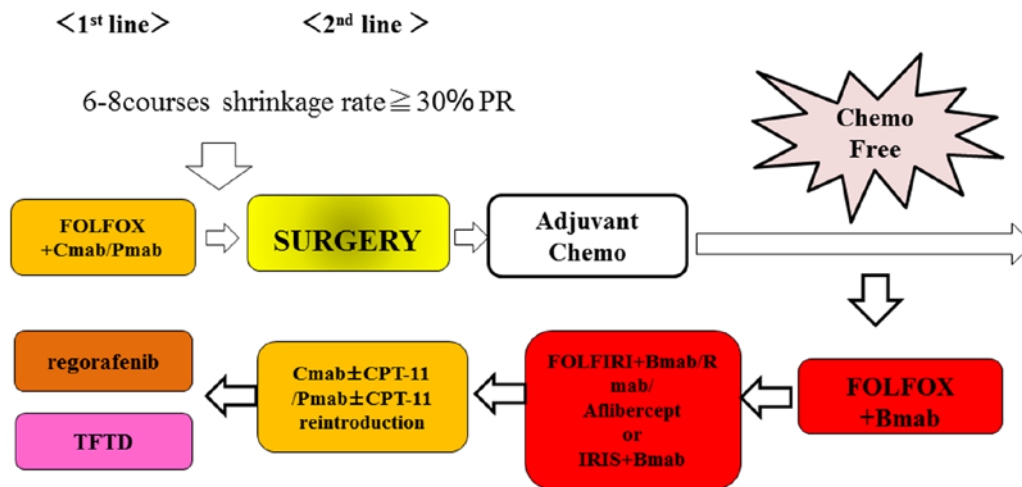 <1st line>
<2nd line >
6-8courses shrinkage rate≧30% PR
Chemo
Free
FOLFOX
+Cmab/Pmab
SURGERY
Adjuvant
Chemo
regorafenib
TFTD
Cmab±CPT-11
/Pmab±CPT-11
reintroduction
FOLFIRI+Bmab/R
mab/
Aflibercept
or
IRIS+Bmab
FOLFOX
+Bmab